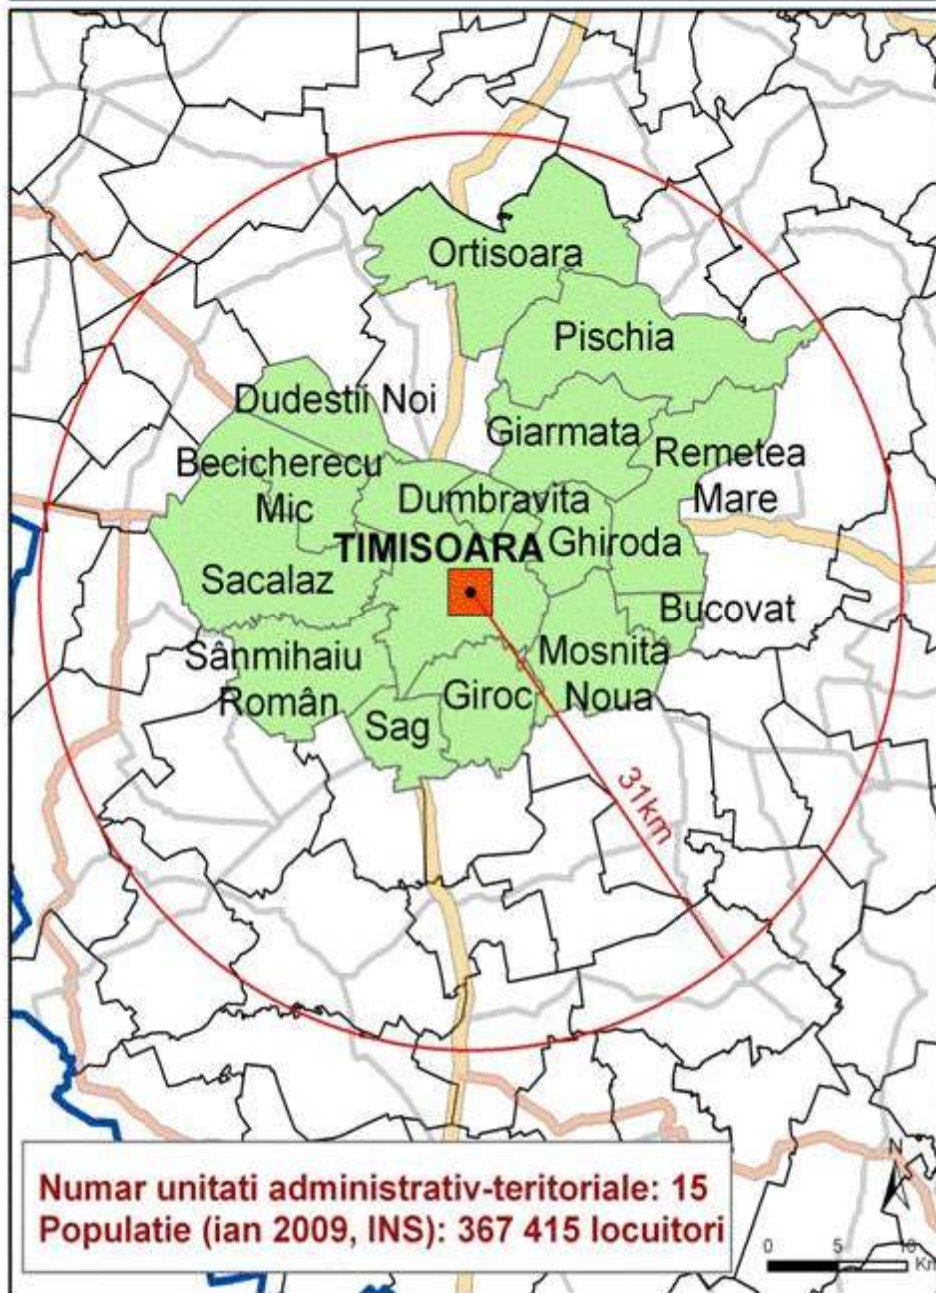 Ortisoara
Pischia
Dudestii Noi
Giarmata
Becicherecu
Mic
Remetea
Mare
Dumbravita
TIMISOARA
Ghiroda
Sacalaz
Bucovat
Sânmihaiu
Român
Mosnita
Noua
Giroc
Sag
31km
N
Numar unitati administrativ-teritoriale: 15
Populatie (ian 2009, INS): 367 415 locuitori
0 5 10
Km